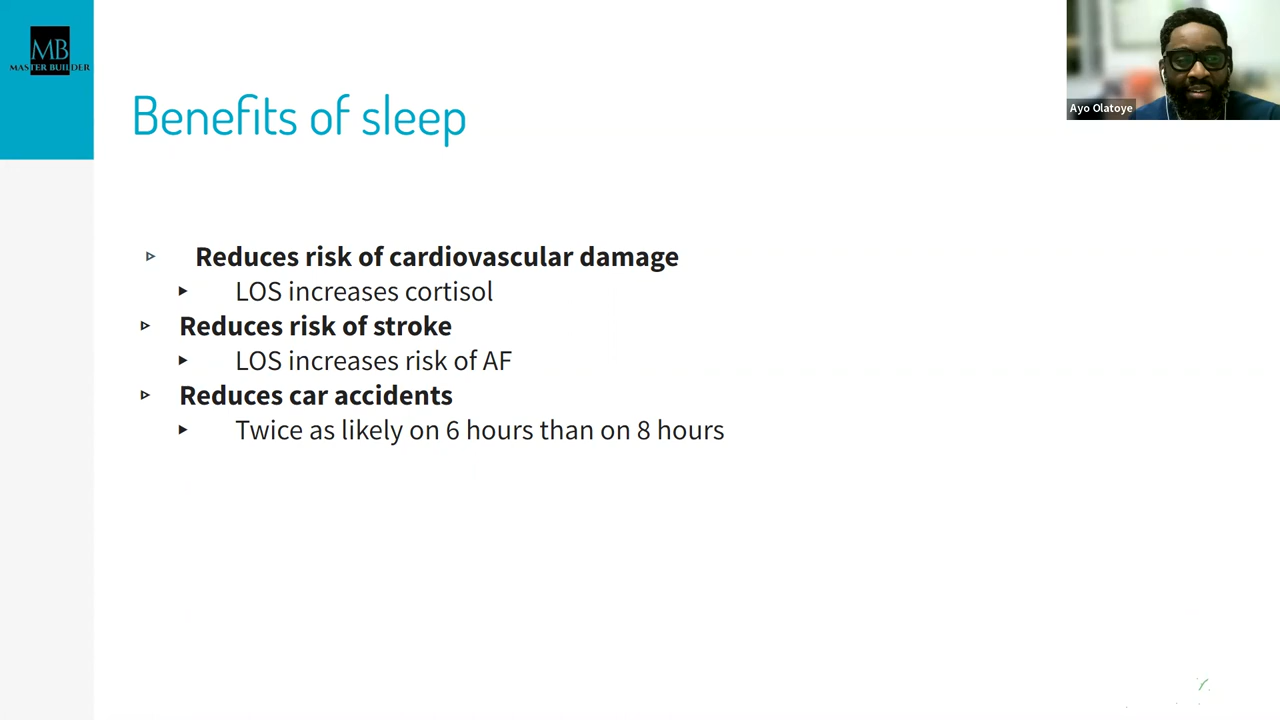 MB
MASTER BUILDER
Ayo Olatoye
Benefits of sleep
Reduces risk of cardiovascular damage
LOS increases cortisol
Reduces risk of stroke
LOS increases risk of AF
Reduces car accidents
Twice as likely on 6 hours than on 8 hours